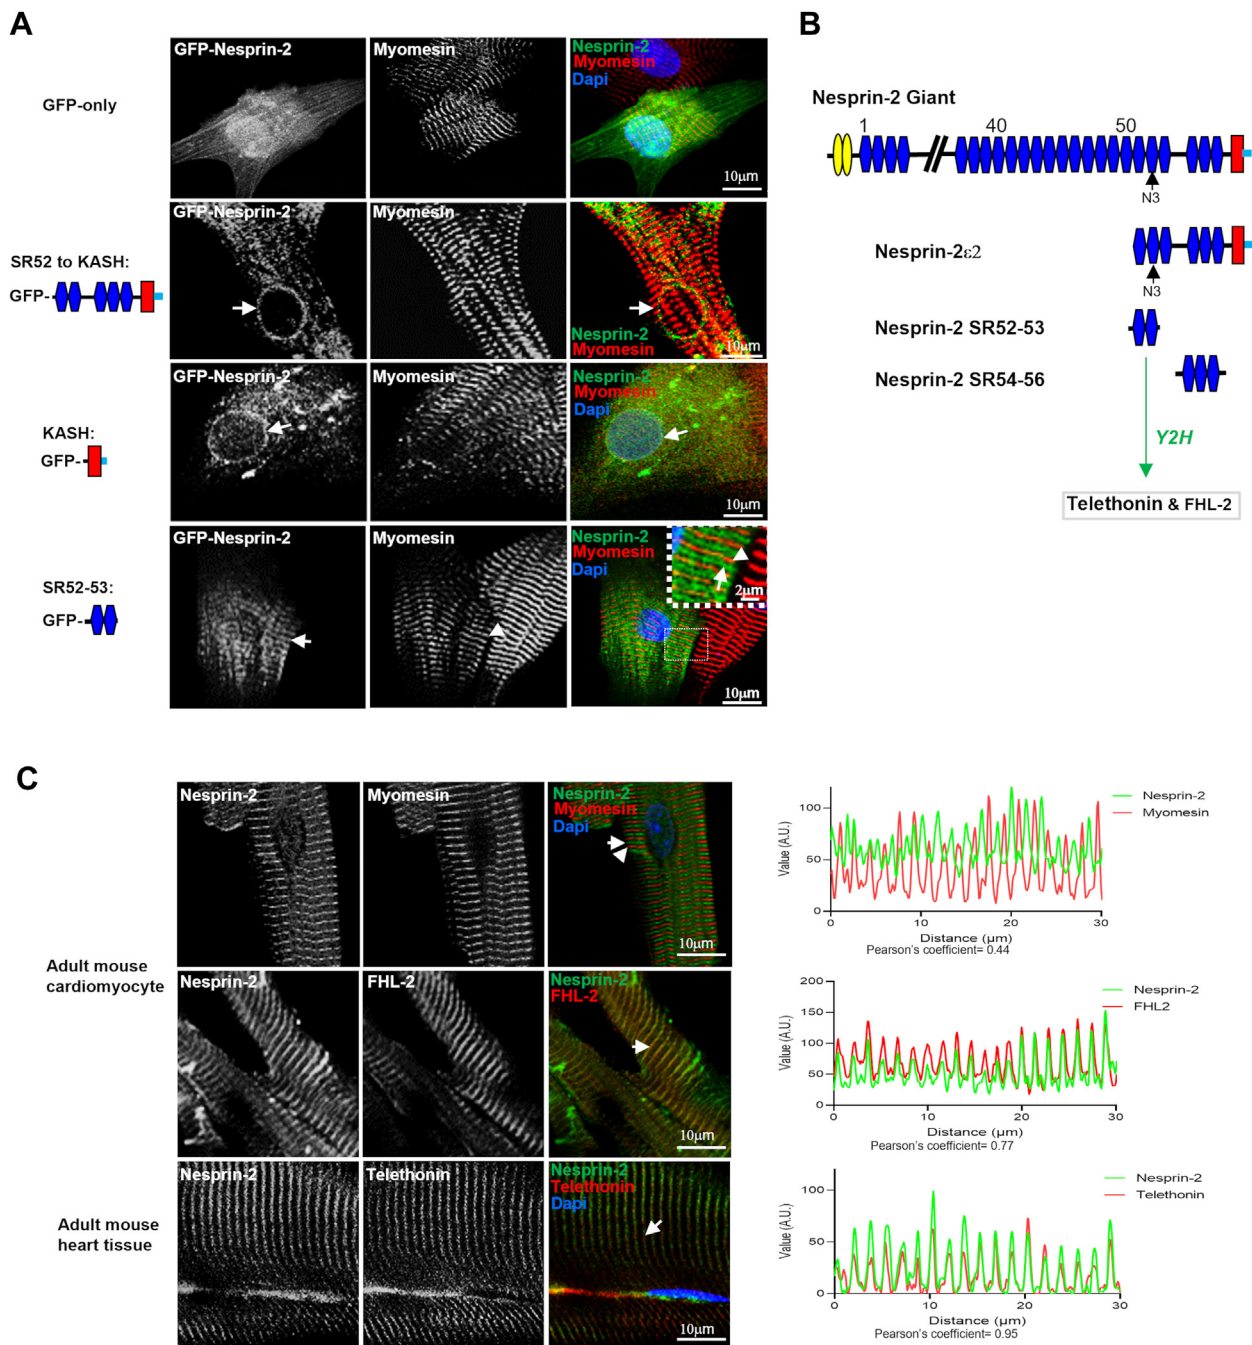 A
GFP-Nesprin-2
Myomesin
Nesprin-2
Myomesin
Dapi
GFP-only
10μm
GFP-Nesprin-2
Myomesin
SR52 to KASH:
GFP-
Nesprin-2
Myomesin
10μm
GFP-Nesprin-2
Myomesin
Nesprin-2
Myomesin
Dapi
KASH:
GFP-
10μm
GFP-Nesprin-2
Myomesin
Nesprin-2
Myomesin
Dapi
2μm
SR52-53:
GFP-
10μm
B
Nesprin-2 Giant
1
40
50
N3
Nesprin-2ε2
N3
Nesprin-2 SR52-53
Nesprin-2 SR54-56
Y2H
Telethonin & FHL-2
C
Nesprin-2
Myomesin
Nesprin-2
Myomesin
Dapi
10μm
Adult mouse
cardiomyocyte
Nesprin-2
FHL-2
Nesprin-2
FHL-2
10μm
Nesprin-2
Telethonin
Nesprin-2
Telethonin
Dapi
Adult mouse
heart tissue
10μm
Nesprin-2
Myomesin
Value (A.U.)
100
50
0
0 10 20 30
Distance (μm)
Pearson's coefficient= 0.44
Nesprin-2
FHL2
Value (A.U.)
200
150
100
50
0
0 10 20 30
Distance (μm)
Pearson's coefficient= 0.77
Nesprin-2
Telethonin
Value (A.U.)
100
50
0
0 10 20 30
Distance (μm)
Pearson's coefficient= 0.95